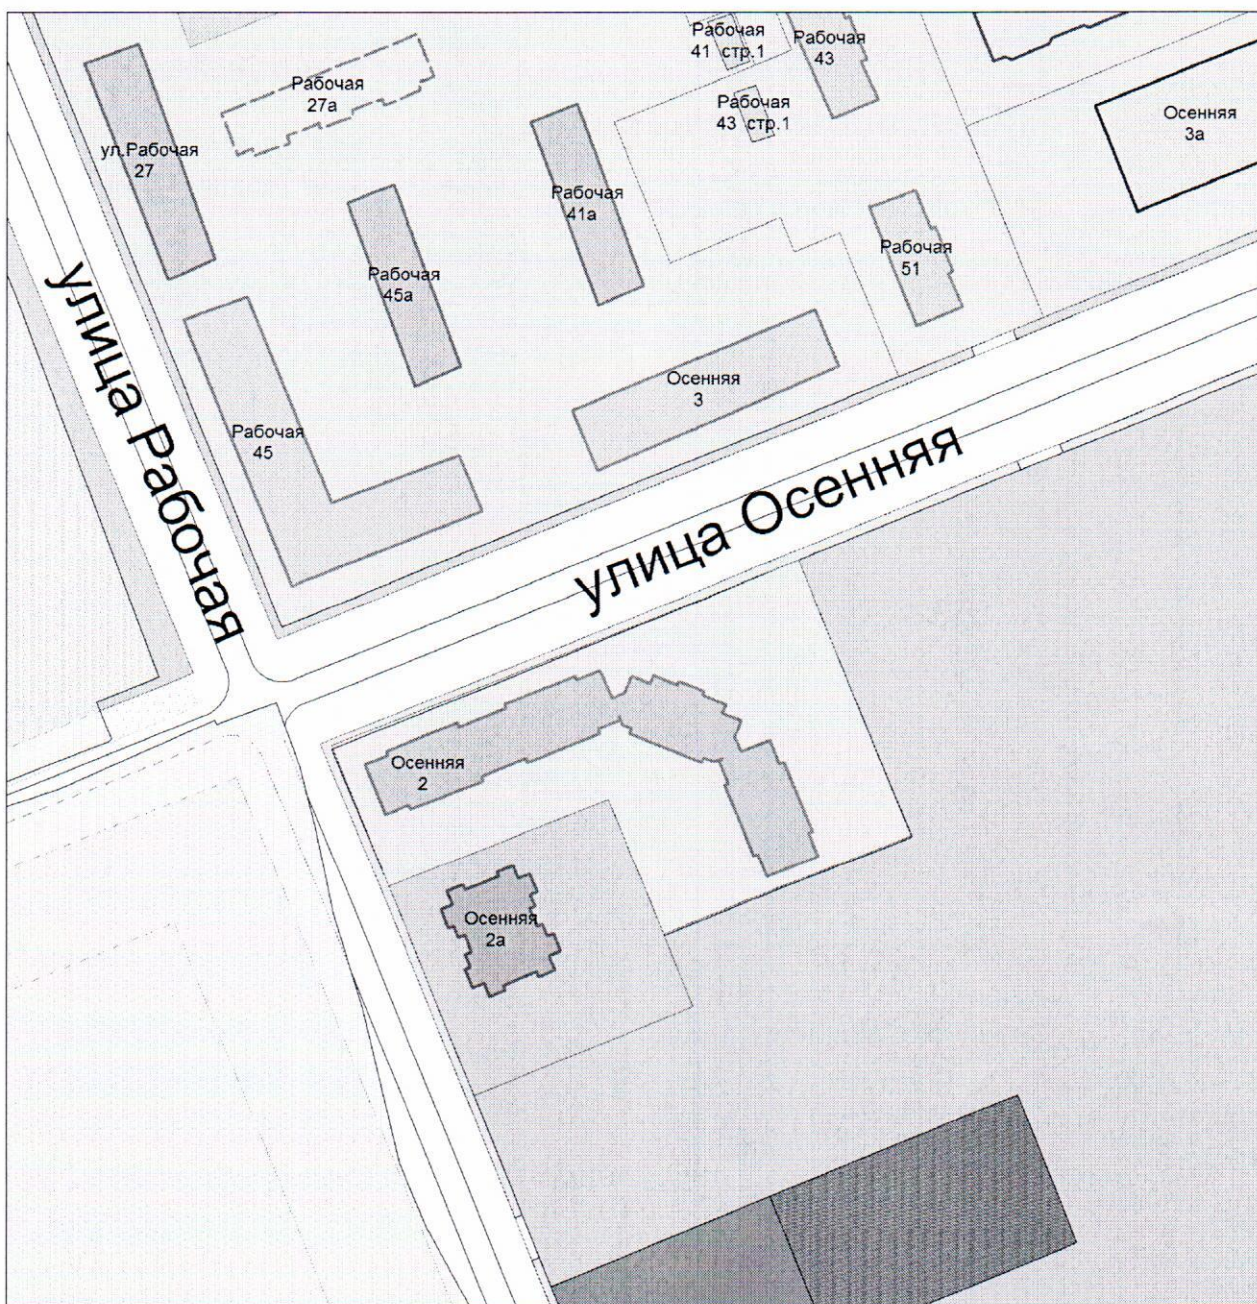 Рабочая
41 стр.1
Рабочая
43
Рабочая
27а
Рабочая
43 стр.1
Осенняя
3а
ул.Рабочая
27
Рабочая
41а
Рабочая
51
Рабочая
45а
улица Рабочая
Осенняя
3
Рабочая
45
улица Осенняя
Осенняя
2
Осенняя
2а